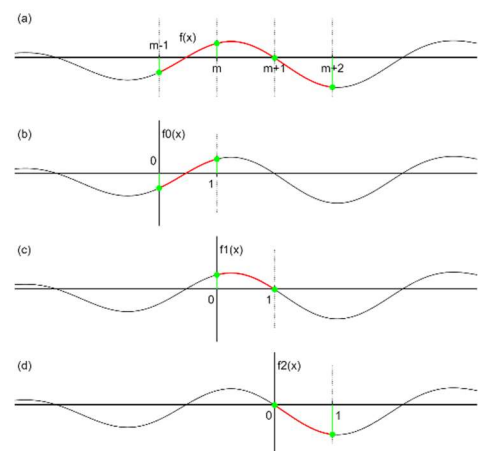 (a)
m-1 f(x)
m m+1 m+2
(b)
f0(x)
0
1
(c)
f1(x)
0 1
(d)
f2(x)
0 1